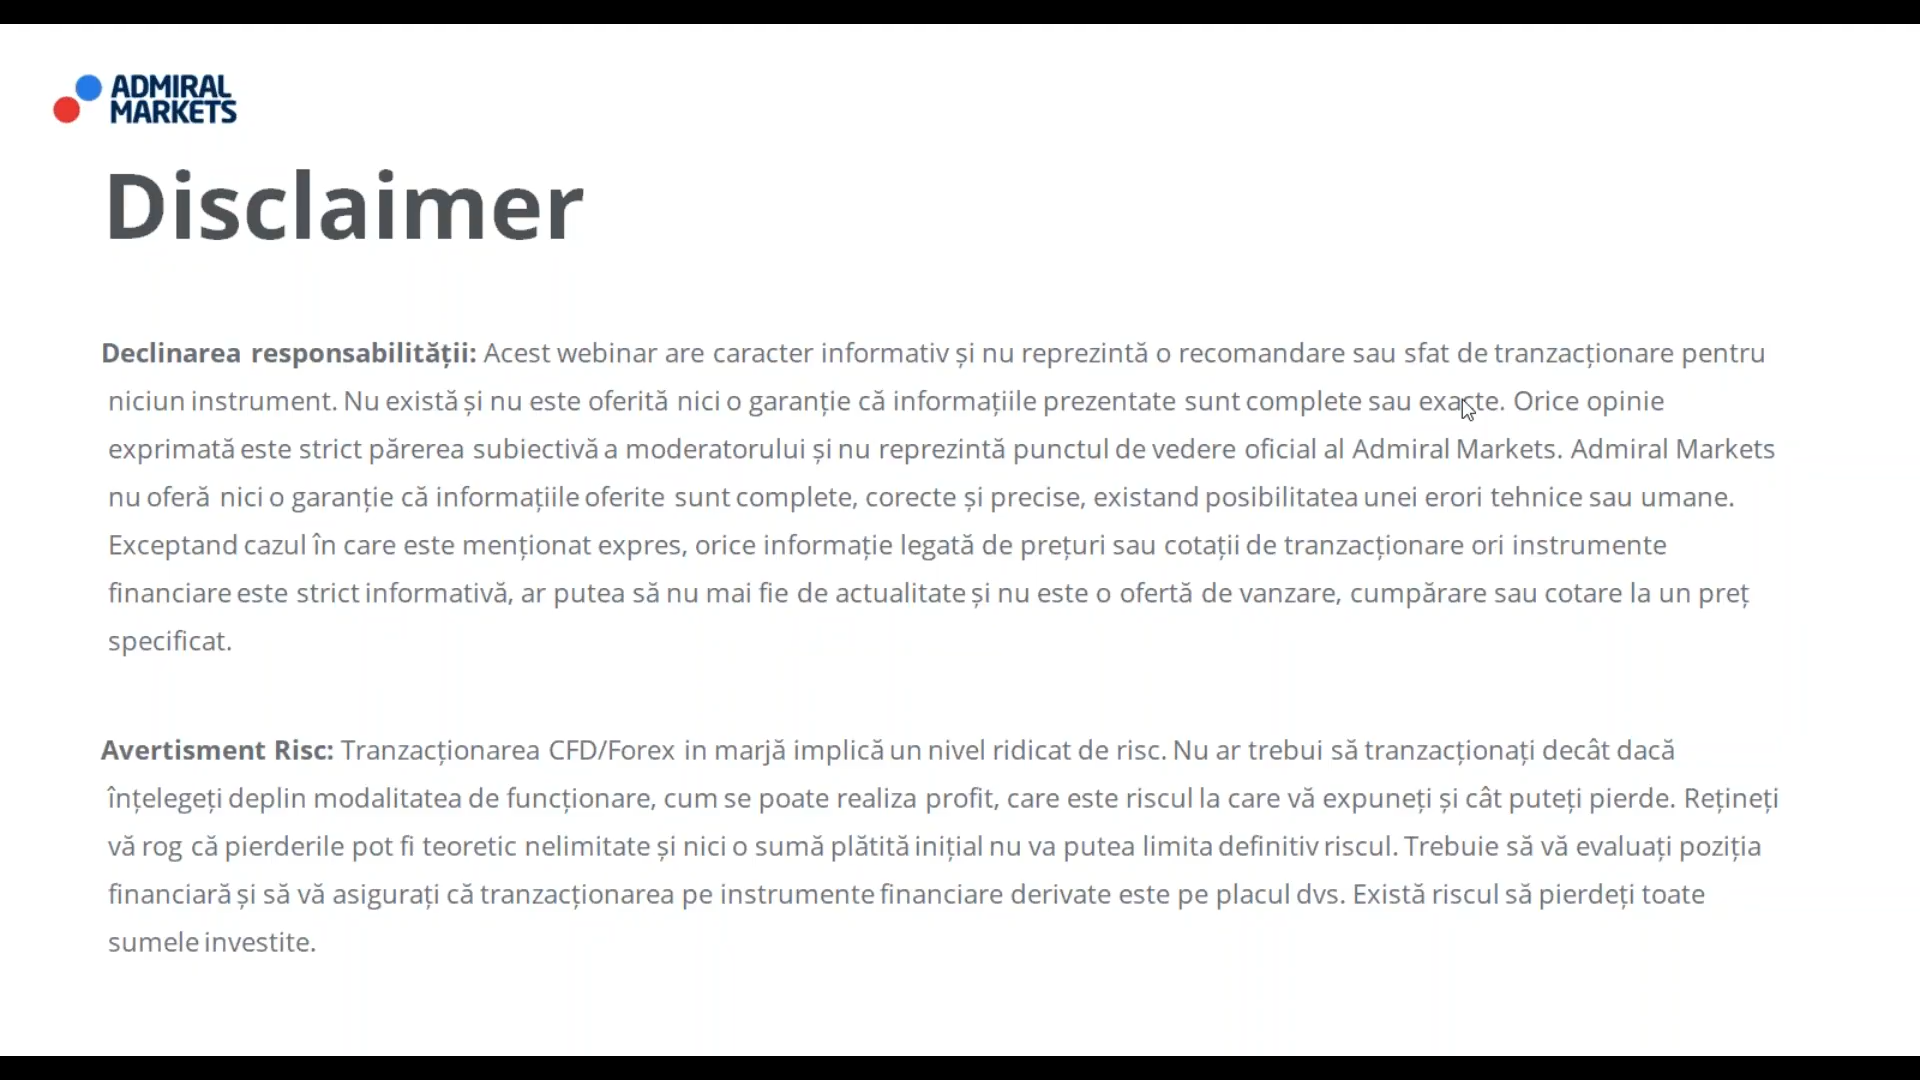 ADMIRAL
MARKETS
Disclaimer
Declinarea responsabilității: Acest webinar are caracter informativ și nu reprezintă o recomandare sau sfat de tranzacționare pentru
niciun instrument. Nu există și nu este oferită nici o garanție că informațiile prezentate sunt complete sau exacte. Orice opinie
exprimată este strict părerea subiectivă a moderatorului și nu reprezintă punctul de vedere oficial al Admiral Markets. Admiral Markets
nu oferă nici o garanție că informațiile oferite sunt complete, corecte și precise, existand posibilitatea unei erori tehnice sau umane.
Exceptand cazul în care este menționat expres, orice informație legată de prețuri sau cotații de tranzacționare ori instrumente
financiare este strict informativă, ar putea să nu mai fie de actualitate și nu este o ofertă de vanzare, cumpărare sau cotare la un preț
specificat.
Avertisment Risc: Tranzacționarea CFD/Forex in marjă implică un nivel ridicat de risc. Nu ar trebui să tranzacționați decât dacă
înțelegeți deplin modalitatea de funcționare, cum se poate realiza profit, care este riscul la care vă expuneți și cât puteți pierde. Rețineți
vă rog că pierderile pot fi teoretic nelimitate și nici o sumă plătită inițial nu va putea limita definitiv riscul. Trebuie să vă evaluați poziția
financiară și să vă asigurați că tranzacționarea pe instrumente financiare derivate este pe placul dvs. Există riscul să pierdeți toate
sumele investite.